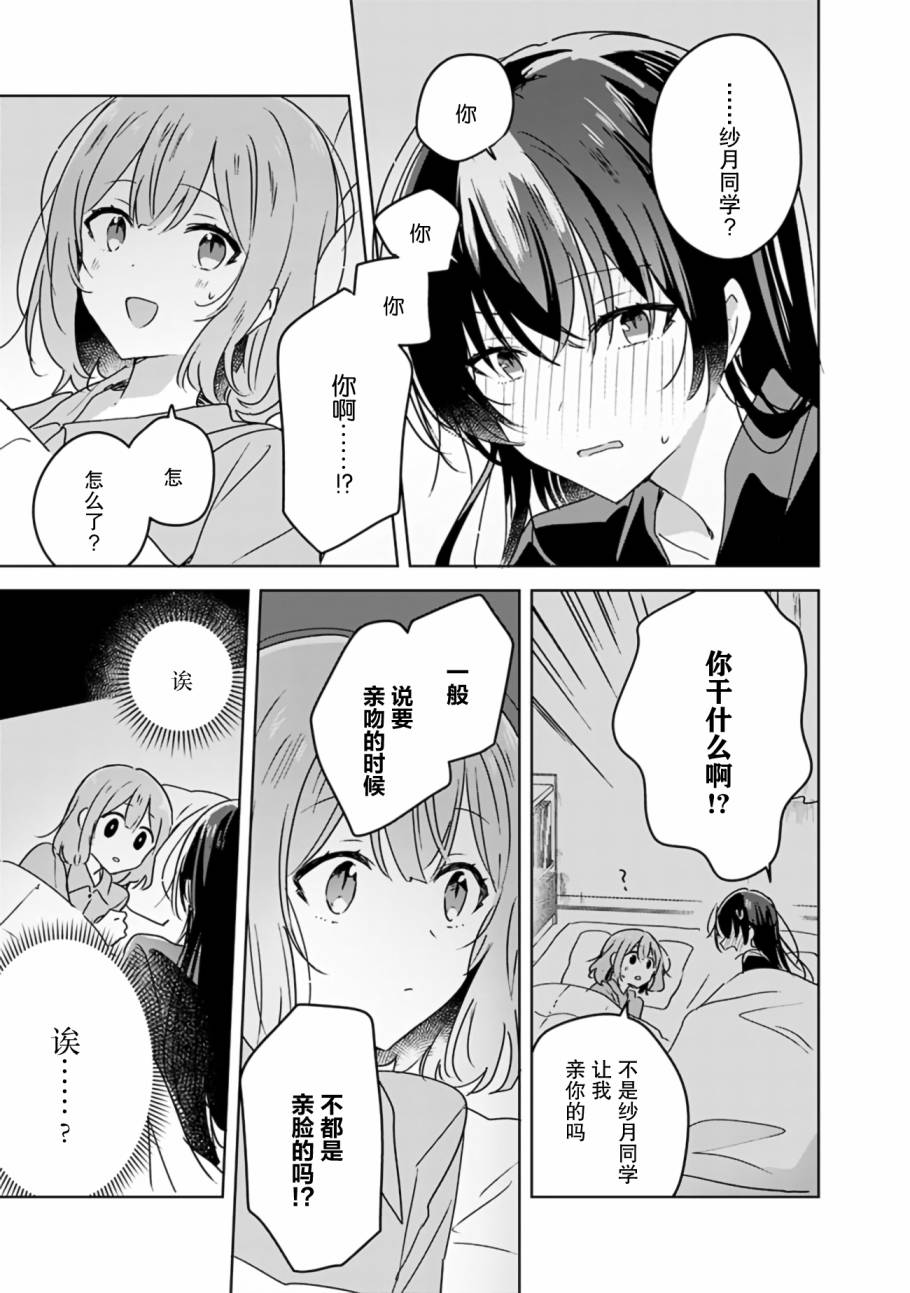 ……纱月同学?
你
你
你
你啊……!?
怎
怎么了?
你干什么啊!?
?
不是纱月同学
让我
亲你的吗
一般
说要
亲吻的时候
不都是
亲脸的吗!?
诶
诶……?